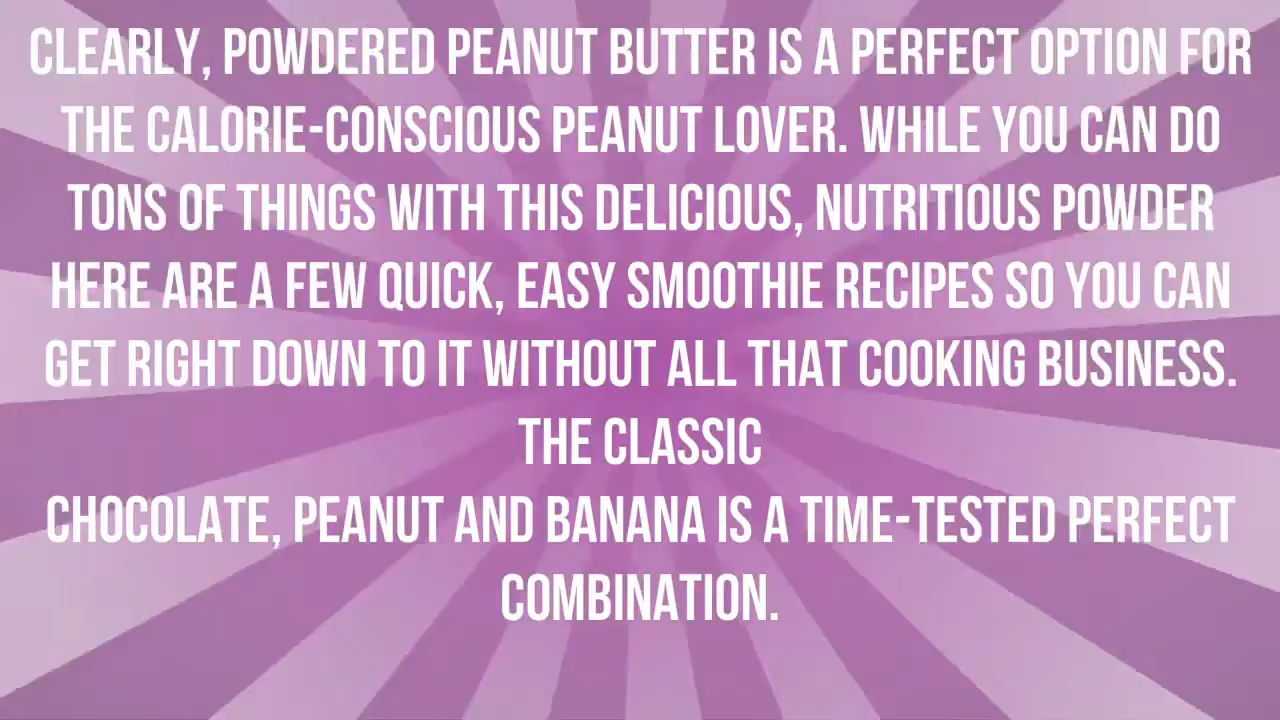 CLEARLY, POWDERED PEANUT BUTTER IS A PERFECT OPTION FOR
THE CALORIE-CONSCIOUS PEANUT LOVER. WHILE YOU CAN DO
TONS OF THINGS WITH THIS DELICIOUS, NUTRITIOUS POWDER
HERE ARE A FEW QUICK, EASY SMOOTHIE RECIPES SO YOU CAN
GET RIGHT DOWN TO IT WITHOUT ALL THAT COOKING BUSINESS.
THE CLASSIC
CHOCOLATE, PEANUT AND BANANA IS A TIME-TESTED PERFECT
COMBINATION.